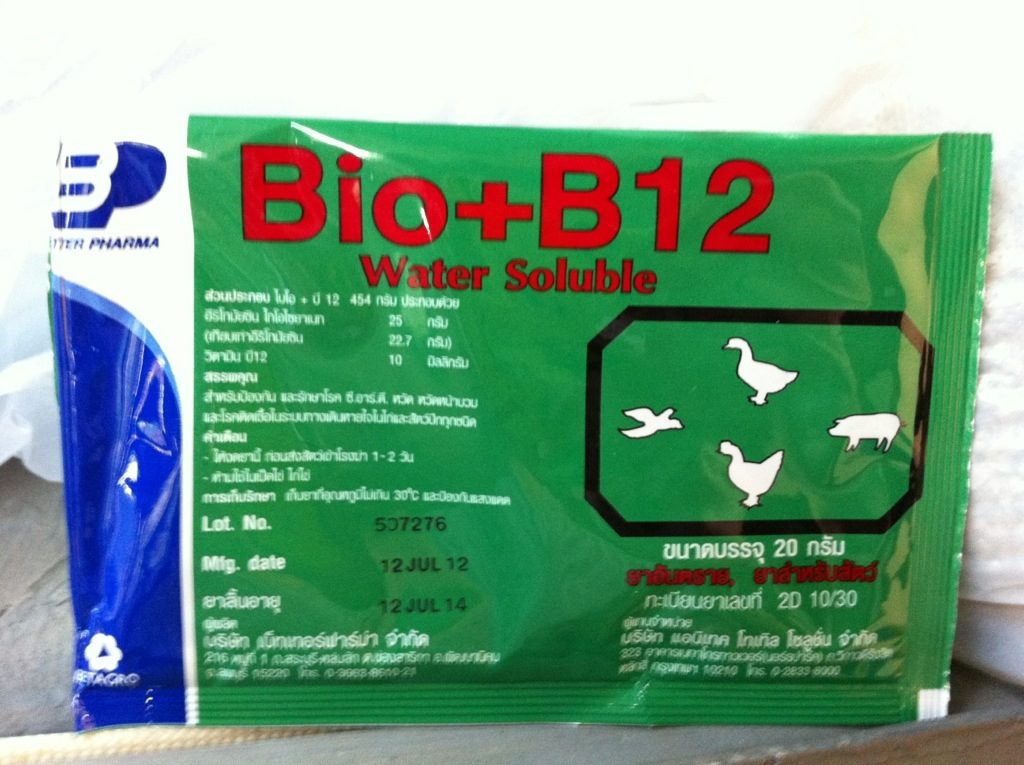 TTER PHARMA
Bio+B12
Water Soluble
ส่วนประกอบ ไบโอ + บี 12 454 กรัม ประกอบด้วย
อิริโทมัยซิน ไทโอไซยาเนท 25 กรัม
(เทียบเท่าอิริโทมัยซิน 22.7 กรัม)
วิตามิน บี12 10 มิลลิกรัม
สรรพคุณ
สำหรับป้องกัน และรักษาโรค ซี.อาร์.ดี. หวัด หวัดหน้าบวม
และโรคติดเชื้อในระบบทางเดินหายใจในไก่และสัตว์ปีกทุกชนิด
คำเตือน
- ให้งดยานี้ ก่อนส่งสัตว์เข้าโรงฆ่า 1-2 วัน
- ห้ามใช้ในเป็ดไข่ ไก่ไข่
การเก็บรักษา เก็บยาที่อุณหภูมิไม่เกิน 30°C และป้องกันแสงแดด
Lot. No. 507276
Mfg. date 12 JUL 12
ยาสิ้นอายุ 12 JUL 14
ขนาดบรรจุ 20 กรัม
ยาอันตราย, ยาสำหรับสัตว์
ทะเบียนยาเลขที่ 2D 10/30
ผู้ผลิต
บริษัท เบ็ทเทอร์ฟาร์ม่า จำกัด
ผู้แทนจำหน่าย
บริษัท แอนิเทค โทเทิล โซลูชั่น จำกัด
หลักสี่ กรุงเทพฯ 10210
BETAGRO